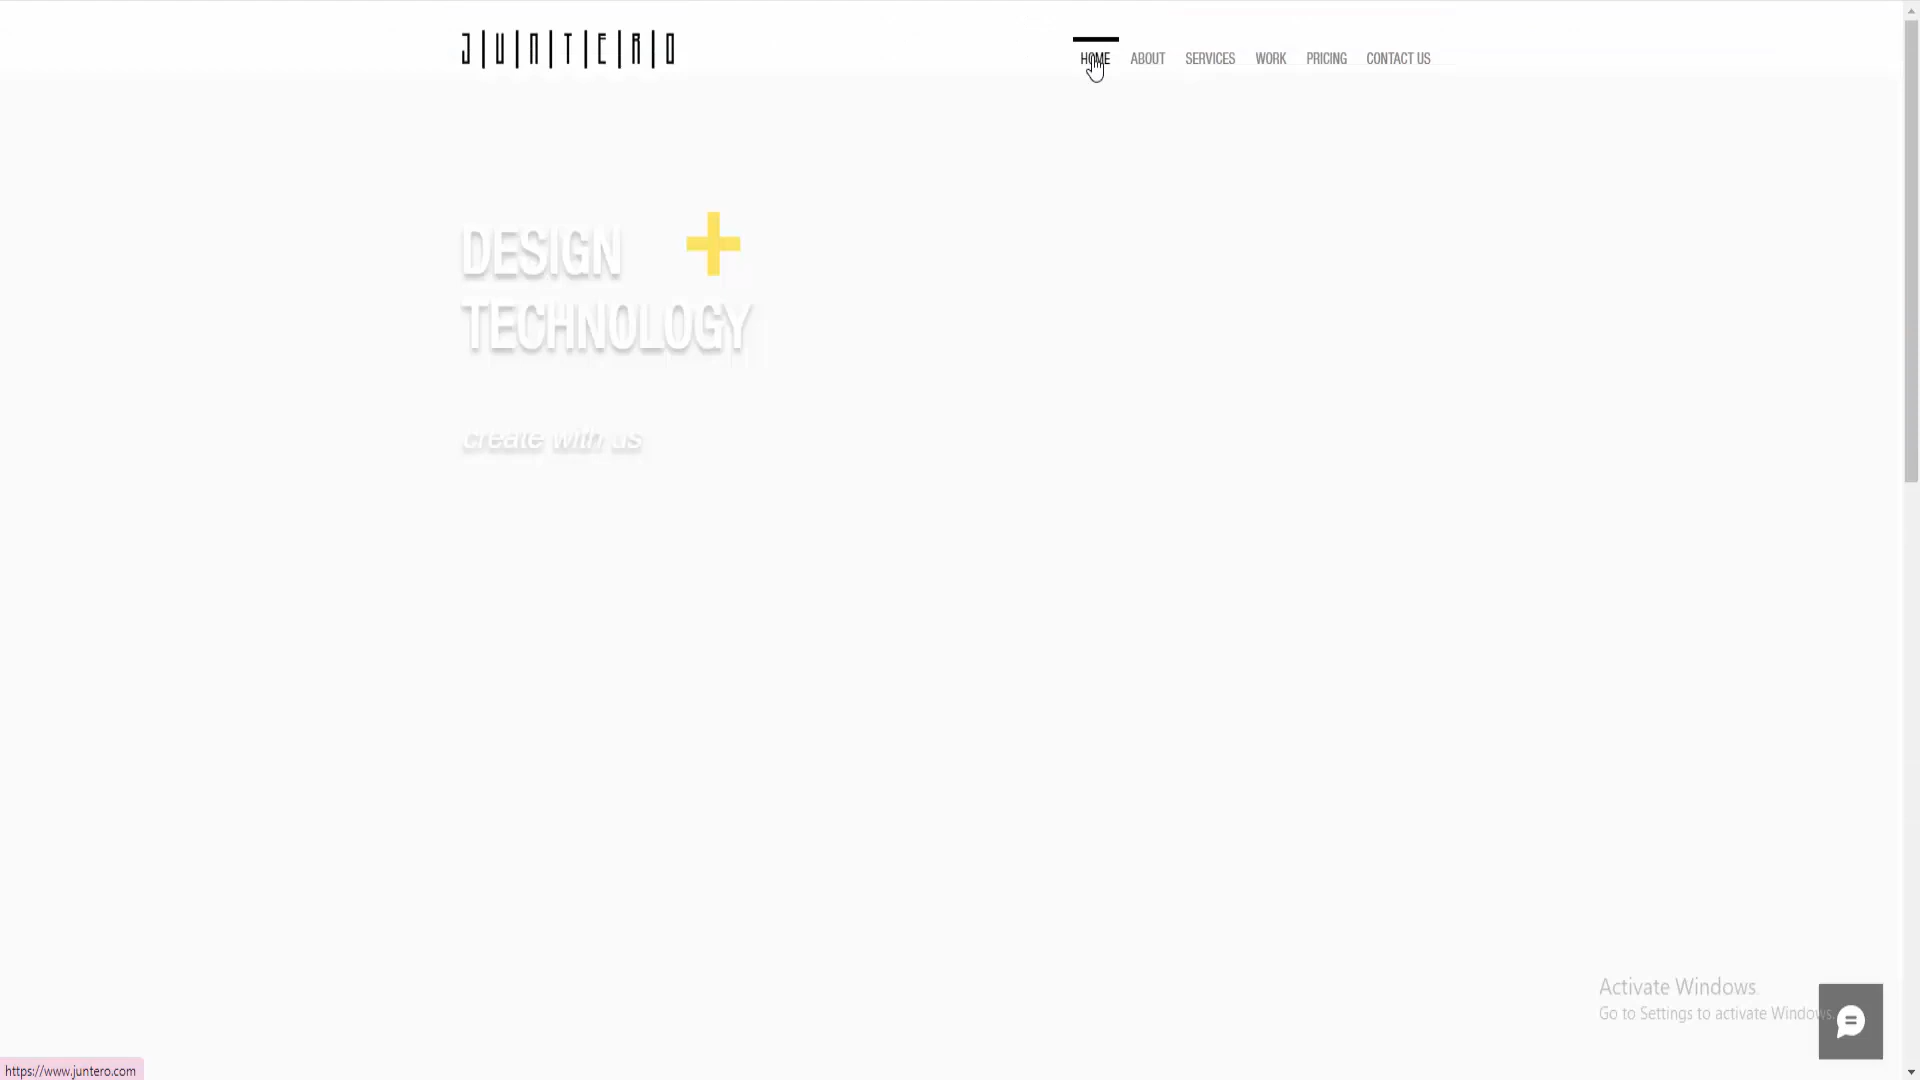 J|U|N|T|E|R|O
HOME ABOUT SERVICES WORK PRICING CONTACT US
DESIGN +
TECHNOLOGY
create with us
Activate Windows
Go to Settings to activate Windows.
https://www.juntero.com